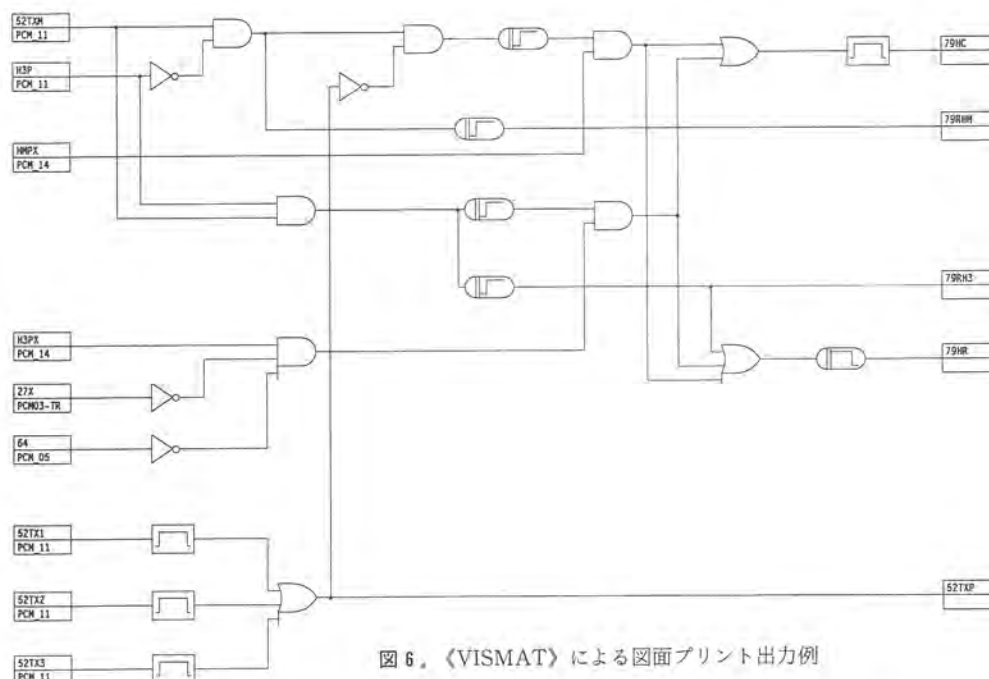 52TXM
PCM_11
H3P
PCM_11
HMPX
PCM_14
H3PX
PCM_14
27X
PCM03-TR
64
PCM_05
52TX1
PCM_11
52TX2
PCM_11
52TX3
PCM_11
79HC
79RHM
79RH3
79HR
52TXP
図6。《VISMAT》による図面プリント出力例